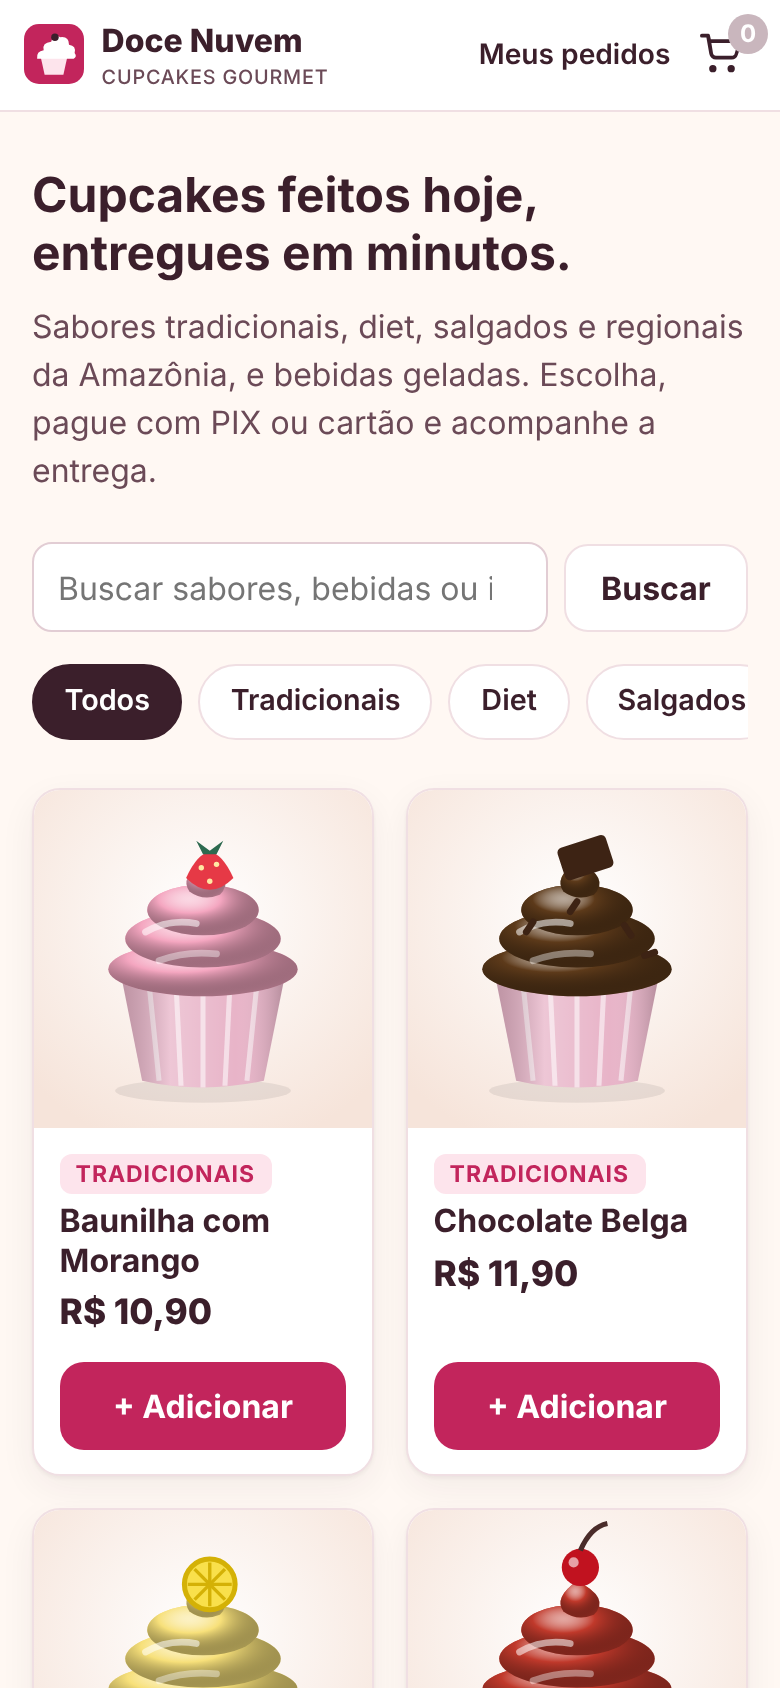 Doce Nuvem
CUPCAKES GOURMET
Meus pedidos
0
Cupcakes feitos hoje,
entregues em minutos.
Sabores tradicionais, diet, salgados e regionais
da Amazônia, e bebidas geladas. Escolha,
pague com PIX ou cartão e acompanhe a
entrega.
Buscar sabores, bebidas ou
Buscar
Todos
Tradicionais
Diet
Salgados
TRADICIONAIS
Baunilha com
Morango
R$ 10,90
+ Adicionar
TRADICIONAIS
Chocolate Belga
R$ 11,90
+ Adicionar